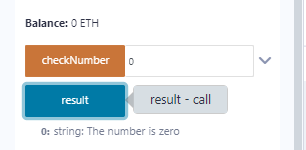 Balance: 0 ETH
checkNumber 0
result result - call
0: string: The number is zero